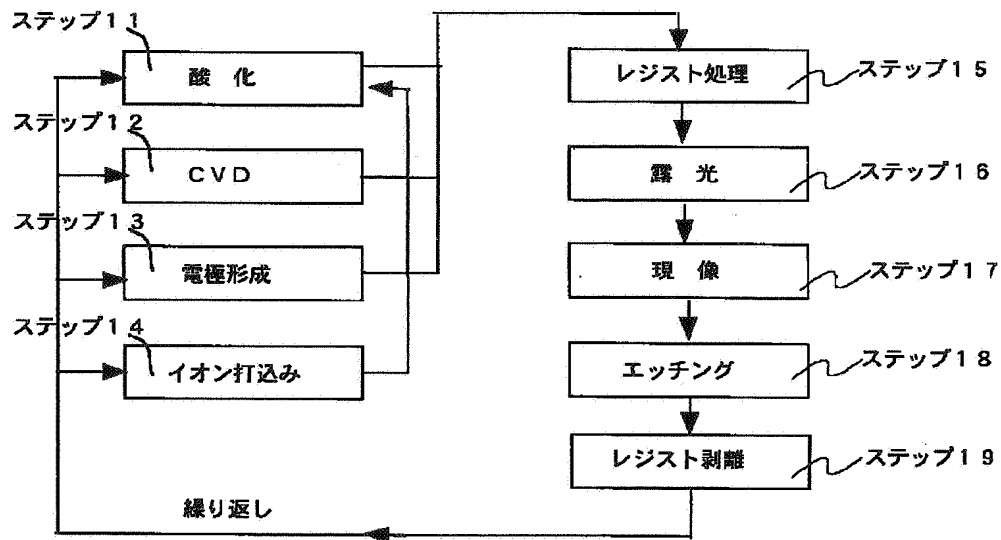 ステップ11
酸 化
ステップ12
CVD
ステップ13
電極形成
ステップ14
イオン打込み
レジスト処理
ステップ15
露 光
ステップ16
現 像
ステップ17
エッチング
ステップ18
レジスト剥離
ステップ19
繰り返し